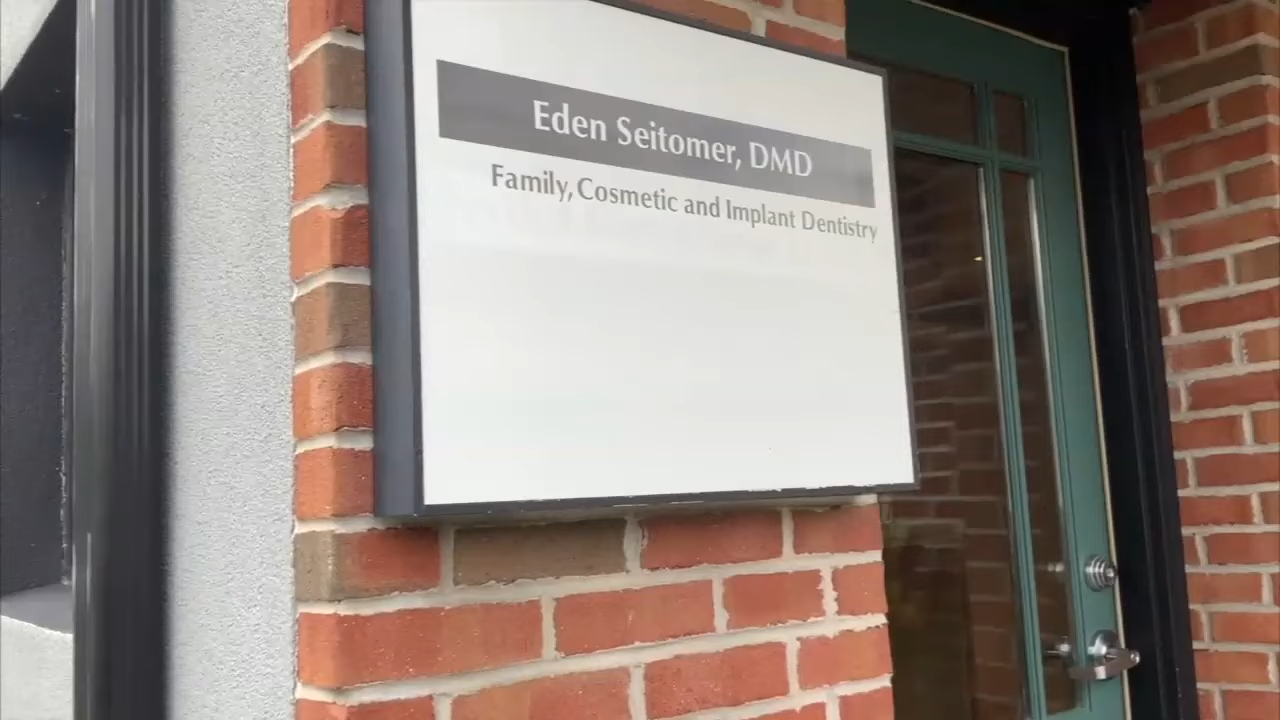 Eden Seitomer, DMD
Family, Cosmetic and Implant Dentistry